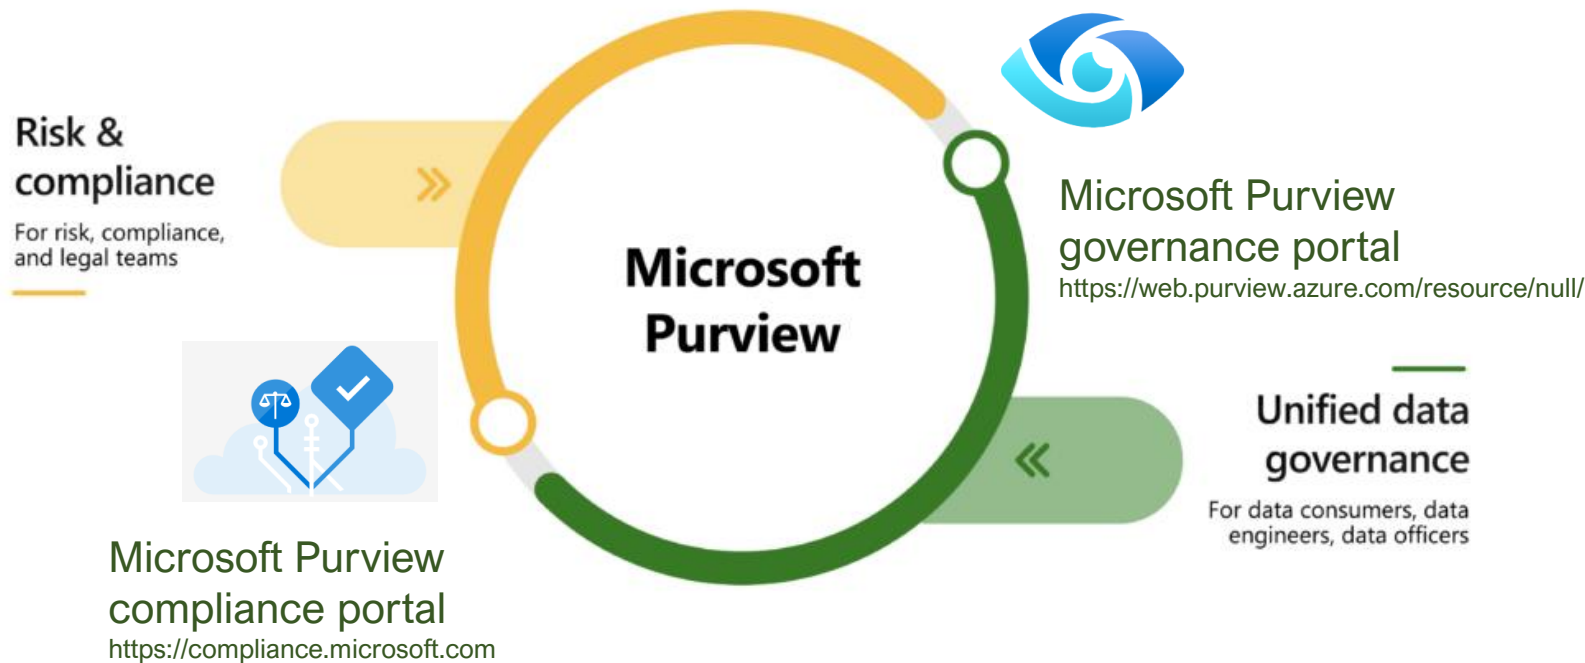 Risk &
compliance
For risk, compliance,
and legal teams
Microsoft Purview
compliance portal
https://compliance.microsoft.com
Microsoft
Purview
Microsoft Purview
governance portal
https://web.purview.azure.com/resource/null/
Unified data
governance
For data consumers, data
engineers, data officers